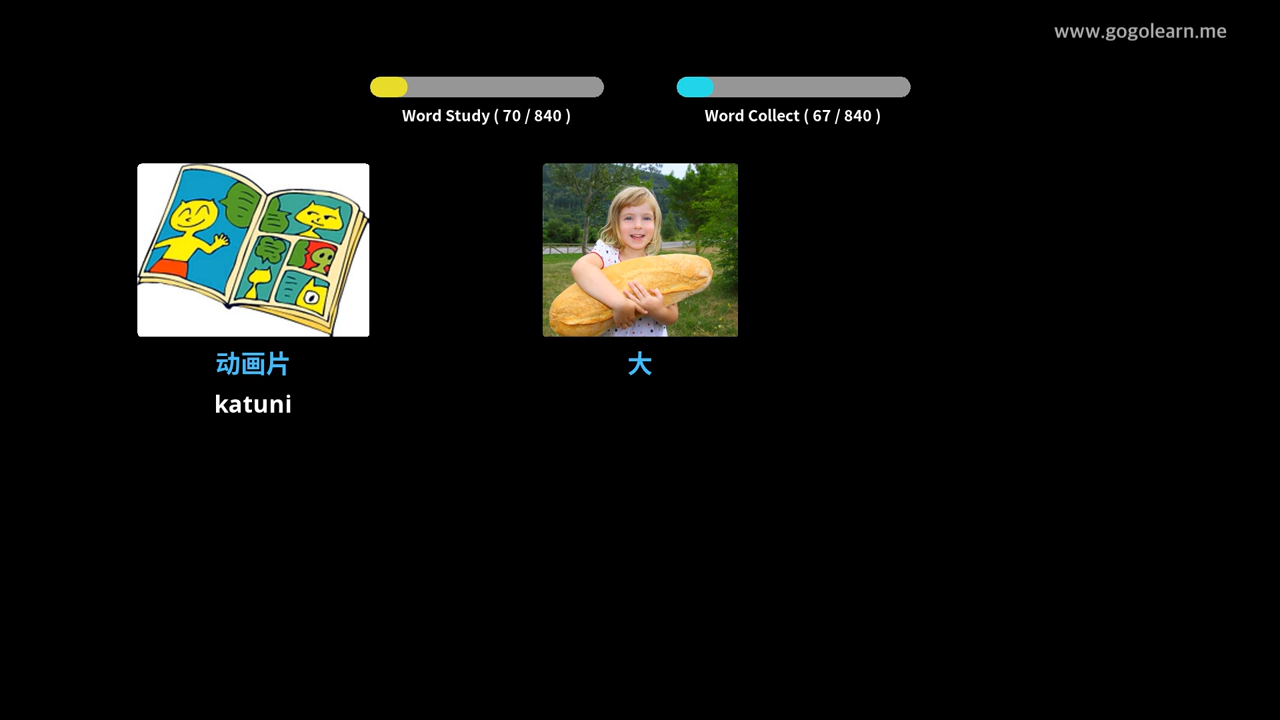 www.gogolearn.me
Word Study ( 70 / 840 )
Word Collect ( 67 / 840 )
动画片
大
katuni